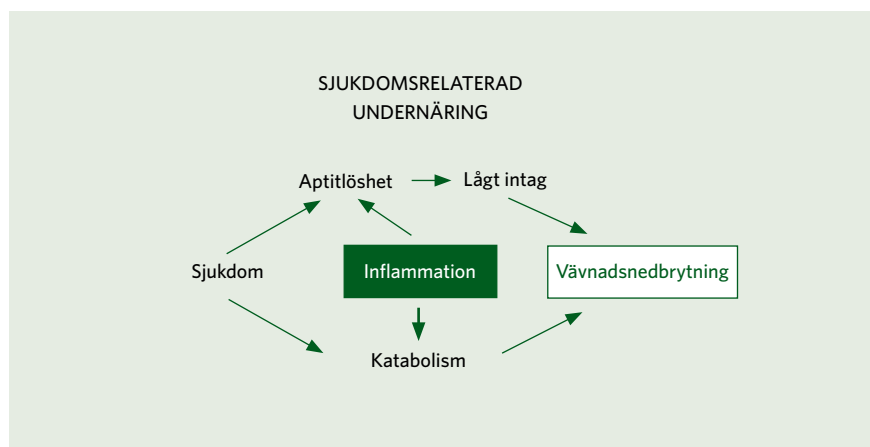 SJUKDOMSRELATERAD
UNDERNÄRING
Aptitlöshet
Lågt intag
Sjukdom
Inflammation
Vävnadsnedbrytning
Katabolism